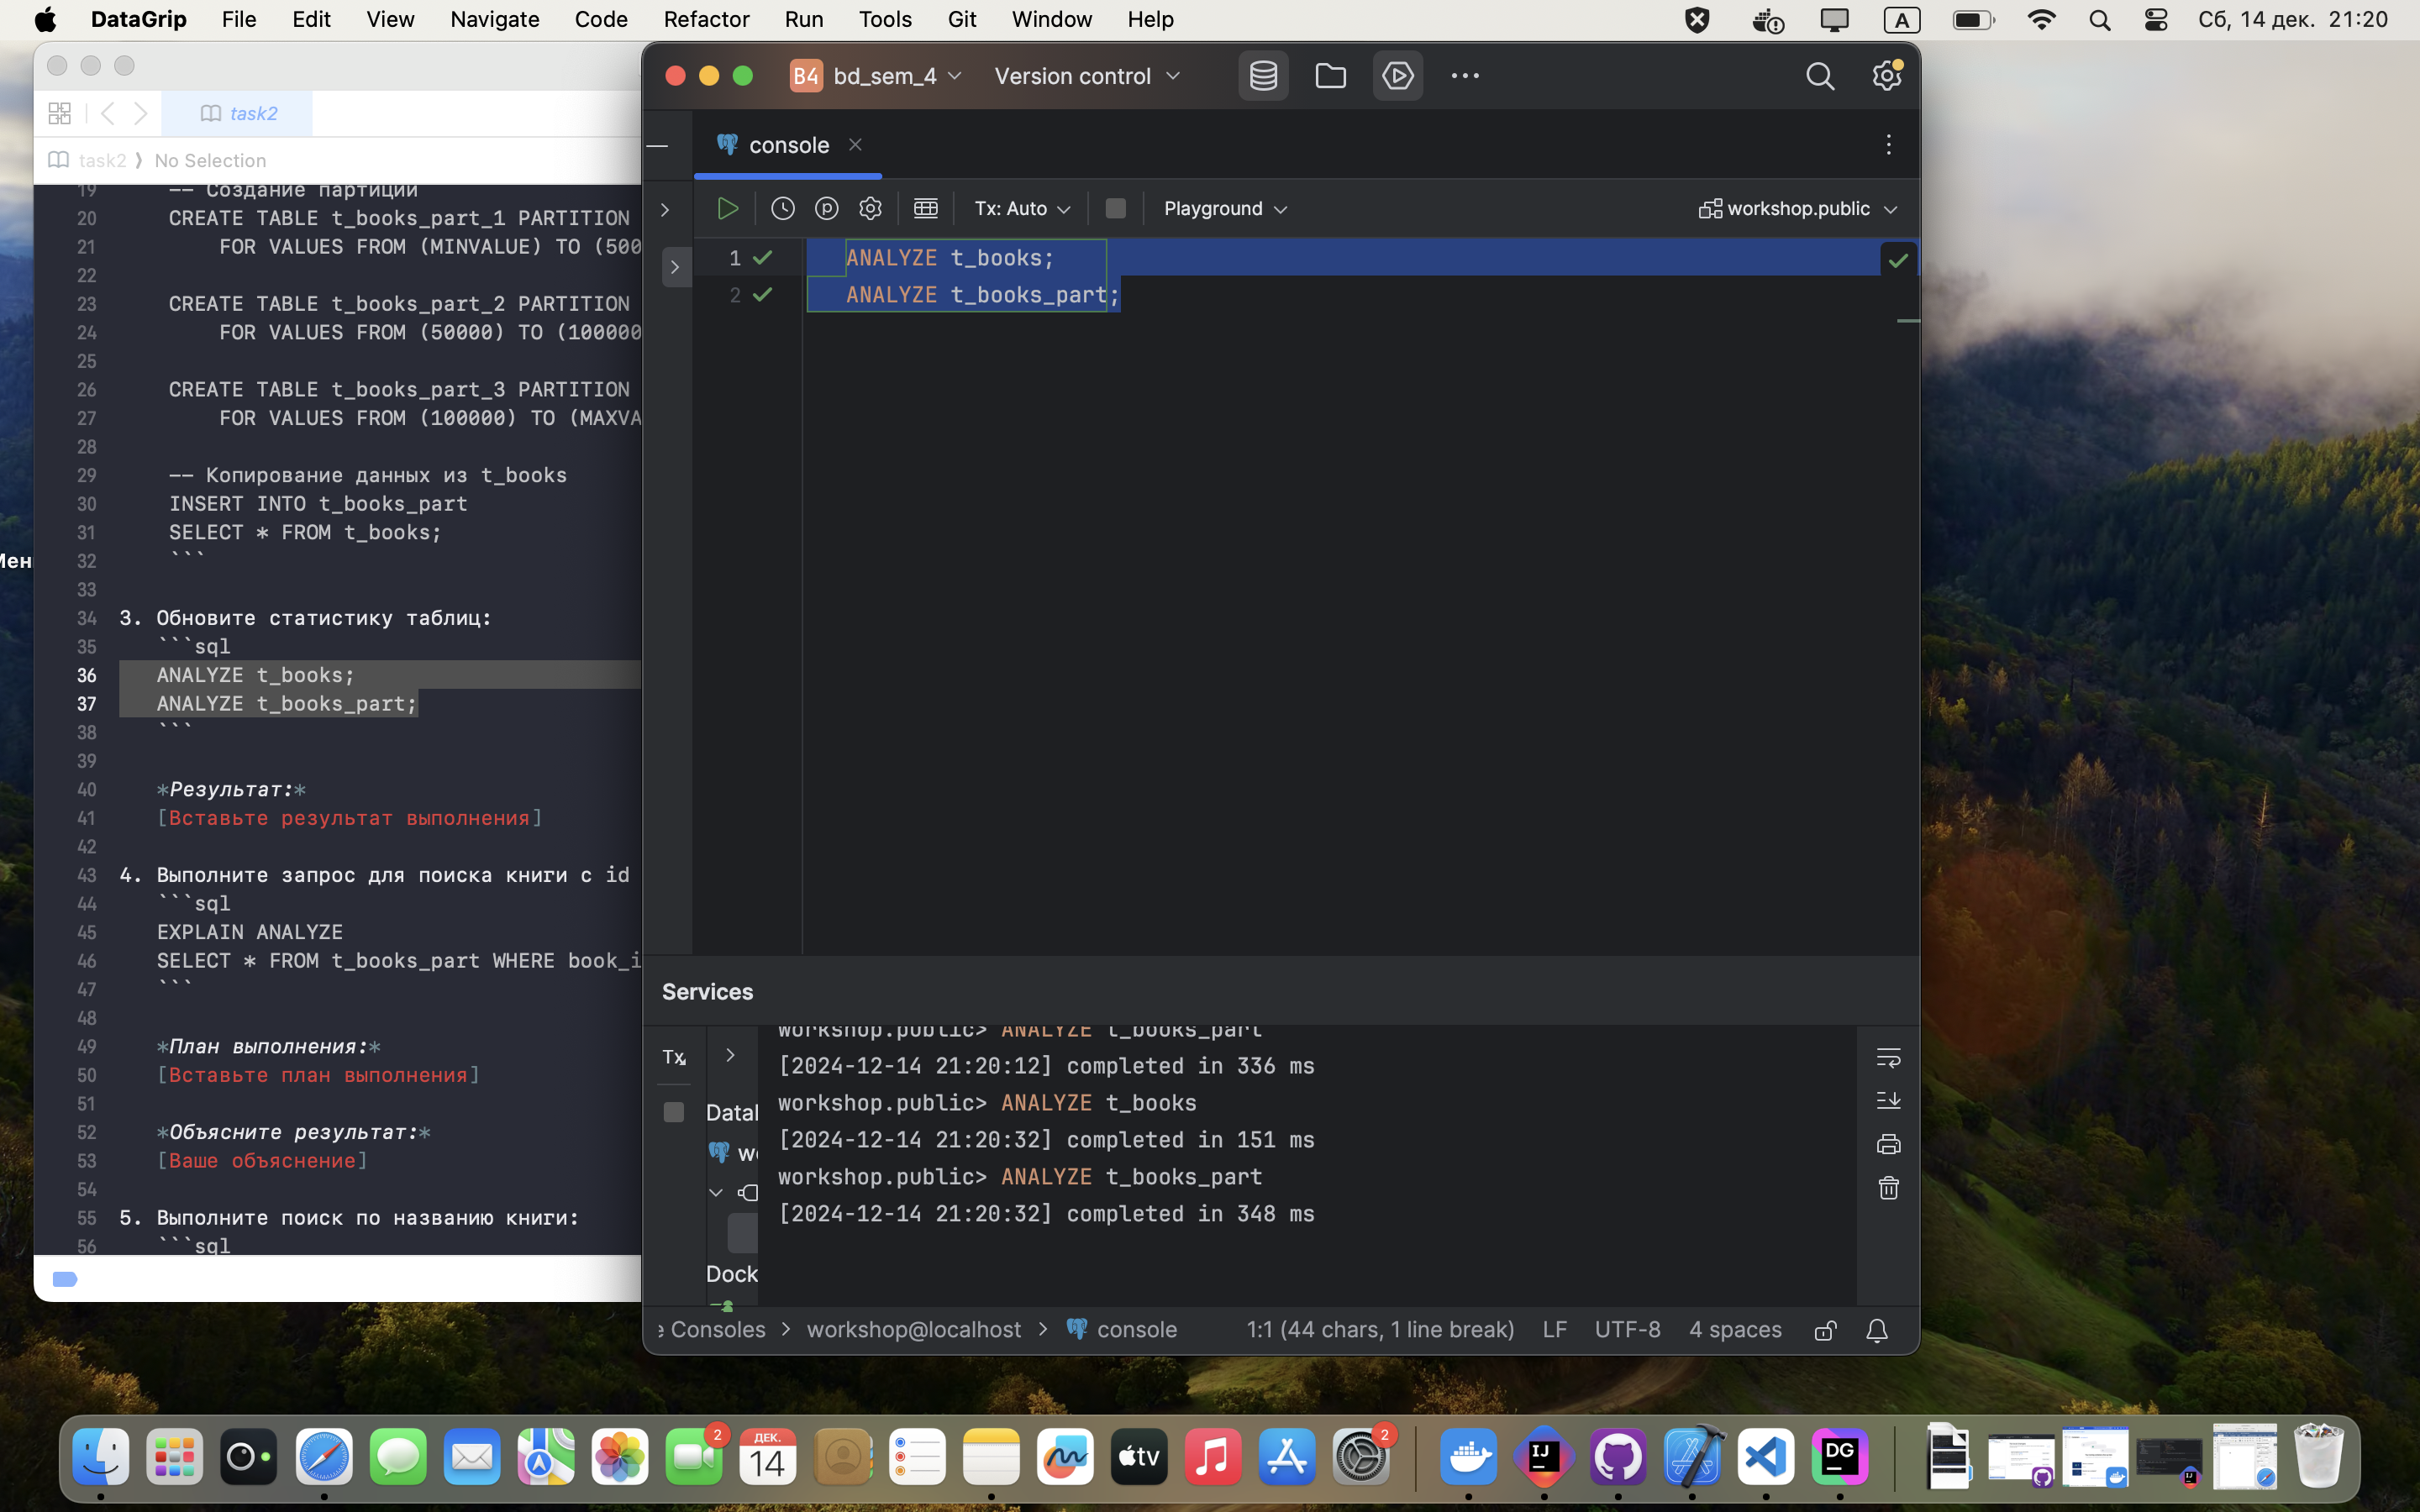 DataGrip File Edit View Navigate Code Refactor Run Tools Git Window Help A Сб, 14 дек. 21:20
task2
task2 ⟩ No Selection
19 -- Создание партиций
20 CREATE TABLE t_books_part_1 PARTITION
21 FOR VALUES FROM (MINVALUE) TO (500
22
23 CREATE TABLE t_books_part_2 PARTITION
24 FOR VALUES FROM (50000) TO (100000
25
26 CREATE TABLE t_books_part_3 PARTITION
27 FOR VALUES FROM (100000) TO (MAXVA
28
29 -- Копирование данных из t_books
30 INSERT INTO t_books_part
31 SELECT * FROM t_books;
32 ```
33
34 3. Обновите статистику таблиц:
35 ```sql
36 ANALYZE t_books;
37 ANALYZE t_books_part;
38 ```
39
40 *Результат:*
41 [Вставьте результат выполнения]
42
43 4. Выполните запрос для поиска книги с id
44 ```sql
45 EXPLAIN ANALYZE
46 SELECT * FROM t_books_part WHERE book_i
47 ```
48
49 *План выполнения:*
50 [Вставьте план выполнения]
51
52 *Объясните результат:*
53 [Ваше объяснение]
54
55 5. Выполните поиск по названию книги:
56 ```sql
Мен
B4 bd_sem_4 Version control
console
Tx: Auto Playground workshop.public
1 ANALYZE t_books;
2 ANALYZE t_books_part;
Services
Tx
Datal
wo
Dock
workshop.public> ANALYZE t_books_part
[2024-12-14 21:20:12] completed in 336 ms
workshop.public> ANALYZE t_books
[2024-12-14 21:20:32] completed in 151 ms
workshop.public> ANALYZE t_books_part
[2024-12-14 21:20:32] completed in 348 ms
e Consoles > workshop@localhost > console 1:1 (44 chars, 1 line break) LF UTF-8 4 spaces
2 ДЕК. 14 tv 2 IJ DG